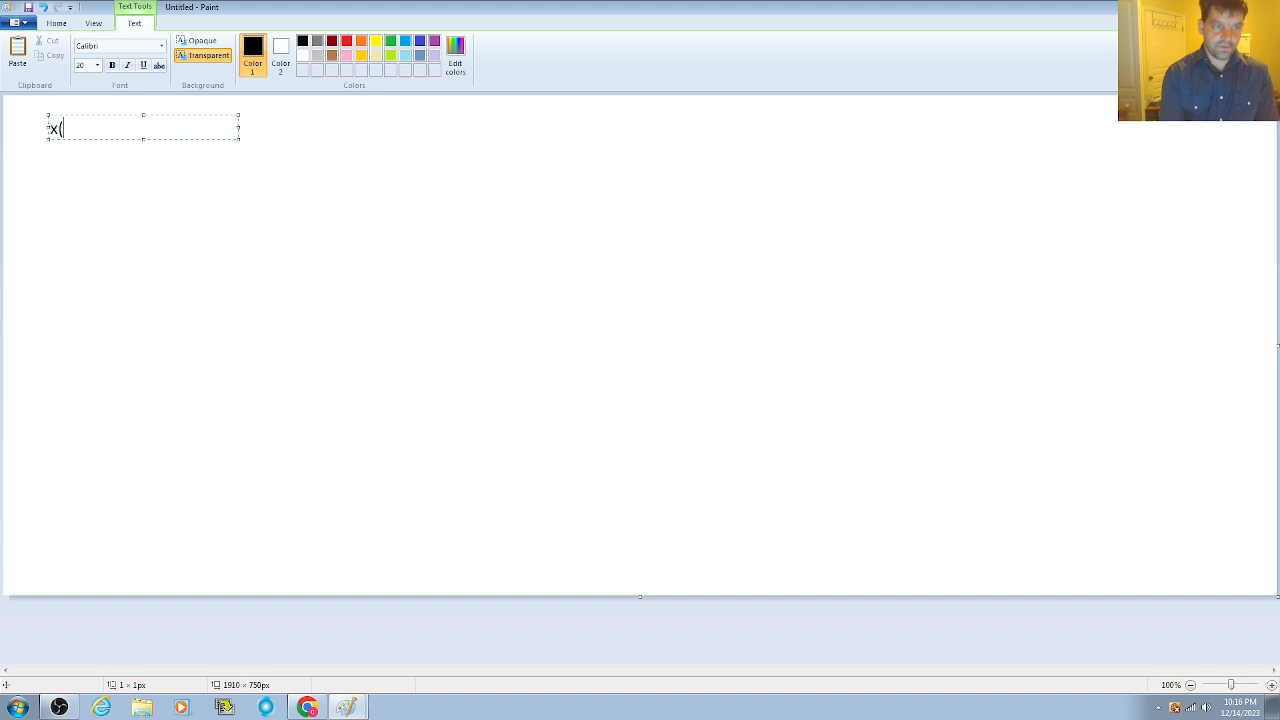 Text Tools
Untitled - Paint
Home
View
Text
Paste
Cut
Copy
Clipboard
Calibri
20
B I U abc
Font
Opaque
Transparent
Background
Color 1
Color 2
Edit colors
Colors
x(
1 × 1px
1910 × 750px
100%
10:16 PM
12/14/2023